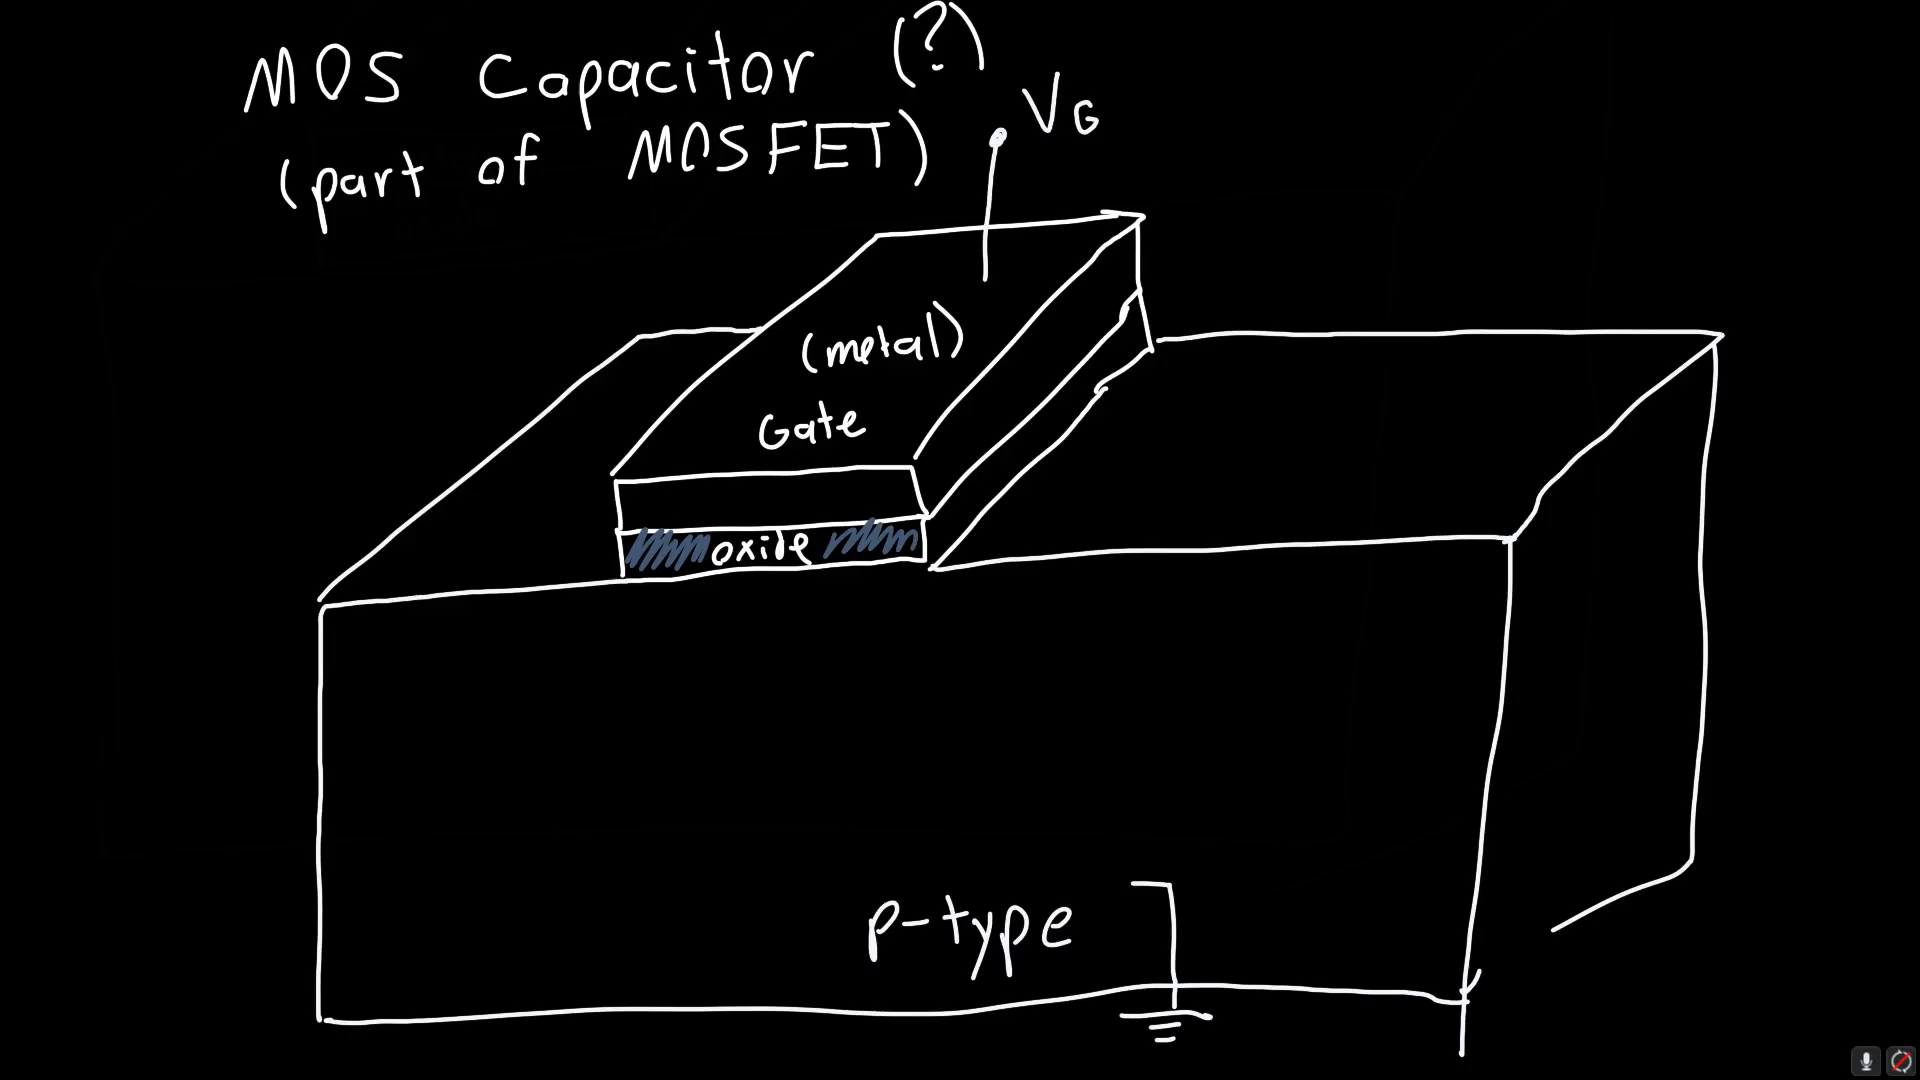 MOS Capacitor (?)
(part of MOSFET)
VG
(metal)
Gate
oxide
p-type